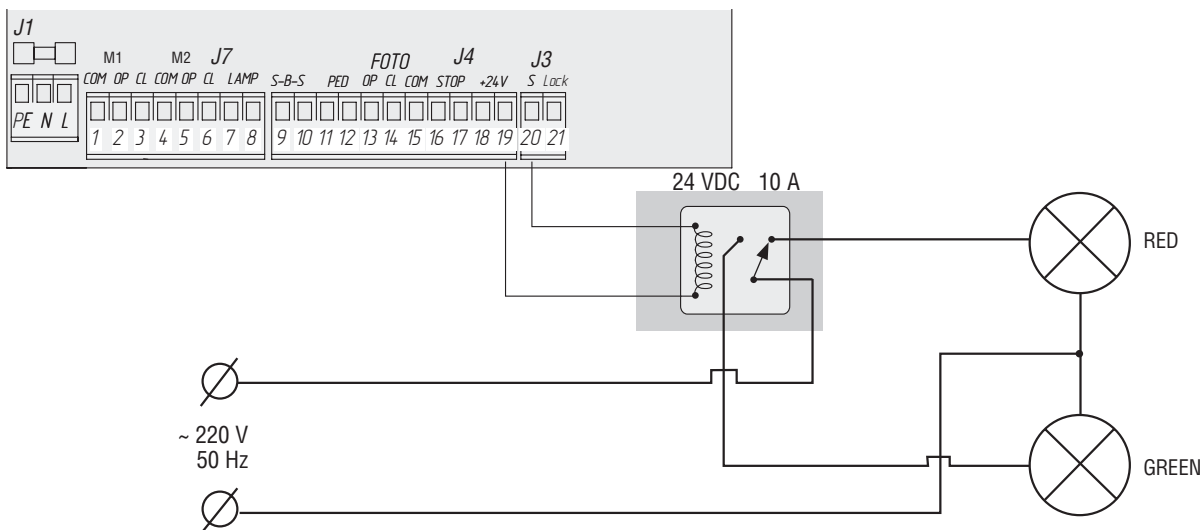 J1
M1 M2 J7 FOTO J4 J3
COM OP CL COM OP CL LAMP S-B-S PED OP CL COM STOP +24V S Lock
PE N L
1 2 3 4 5 6 7 8 9 10 11 12 13 14 15 16 17 18 19 20 21
24 VDC 10 A
RED
~ 220 V
50 Hz
GREEN